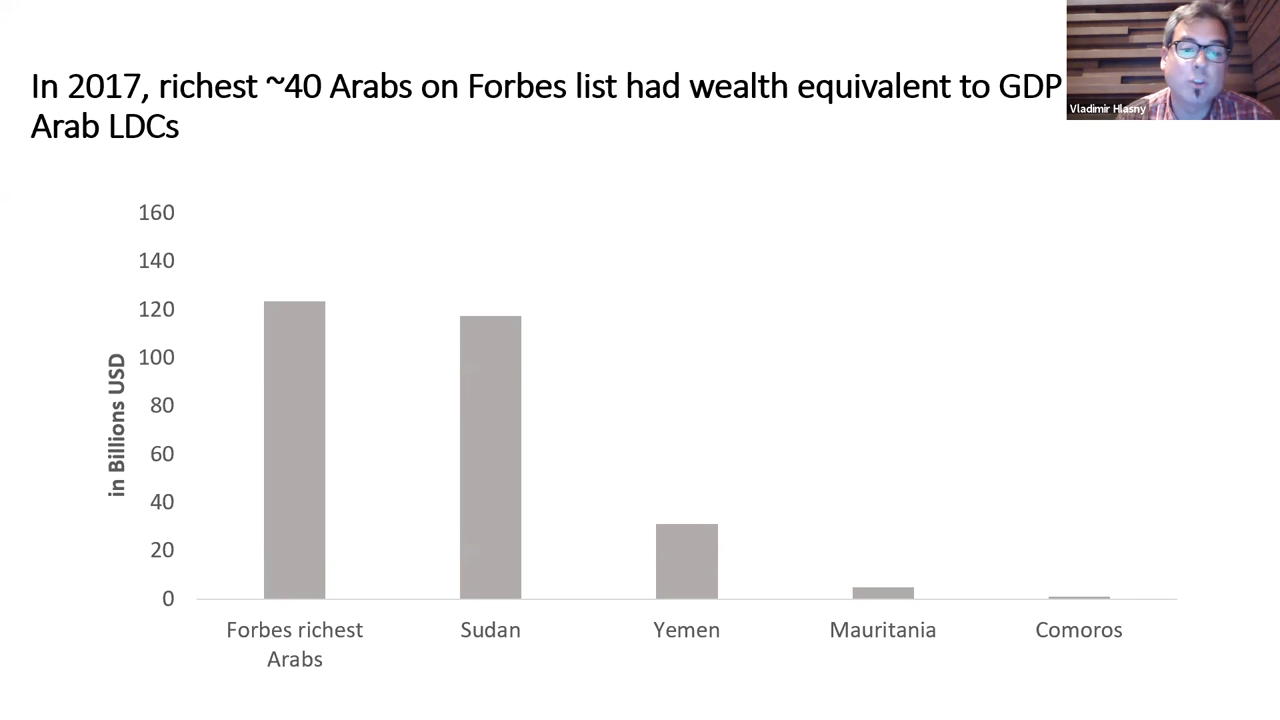 In 2017, richest ~40 Arabs on Forbes list had wealth equivalent to GDP
Arab LDCs
Vladimir Hlasny
160
140
120
100
80
60
40
20
0
in Billions USD
Forbes richest
Arabs
Sudan
Yemen
Mauritania
Comoros